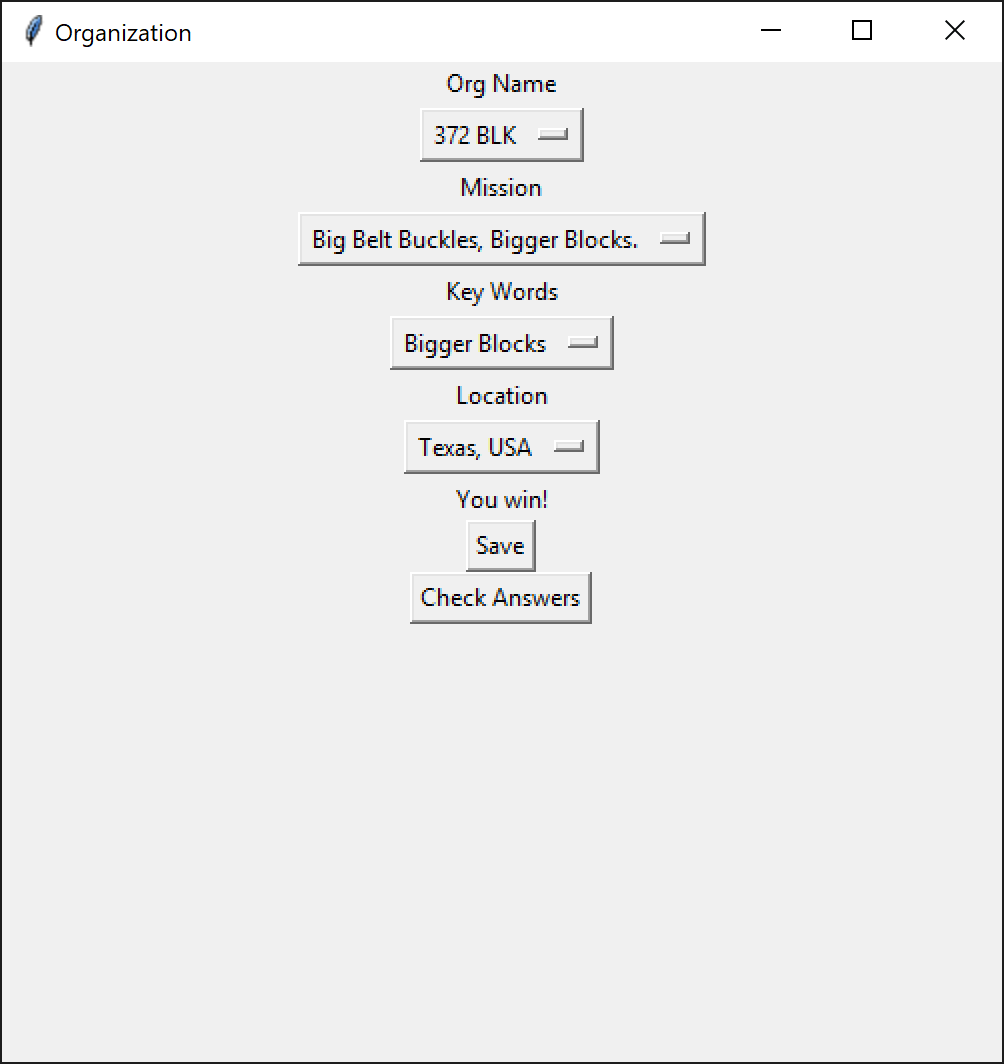 Organization
Org Name
372 BLK
Mission
Big Belt Buckles, Bigger Blocks.
Key Words
Bigger Blocks
Location
Texas, USA
You win!
Save
Check Answers